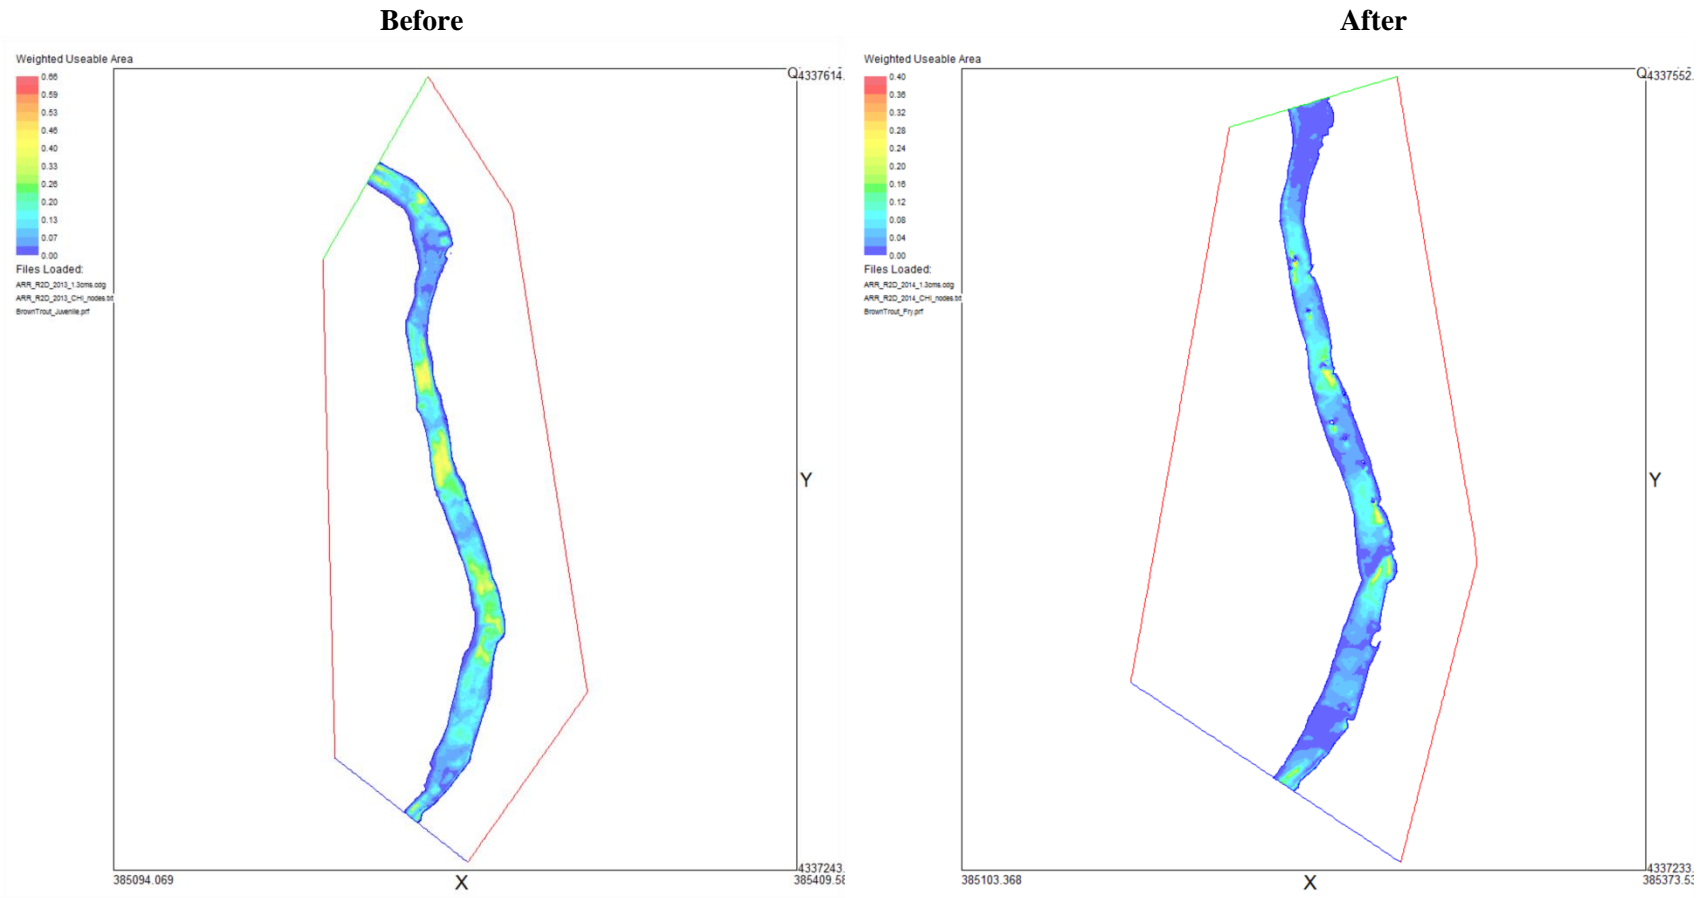 Before
After
Weighted Useable Area
0.66
0.59
0.53
0.46
0.40
0.33
0.26
0.20
0.13
0.07
0.00
Files Loaded:
ARR_R2D_2013_1.3cms.cdg
ARR_R2D_2013_CHI_nodes.txt
BrownTrout_Juvenile.prf
4337614.
Y
4337243.
385094.069
X
385409.58
Weighted Useable Area
0.40
0.36
0.32
0.28
0.24
0.20
0.16
0.12
0.08
0.04
0.00
Files Loaded:
ARR_R2D_2014_1.3cms.cdg
ARR_R2D_2014_CHI_nodes.txt
BrownTrout_Fry.prf
4337552.
Y
4337233.
385103.368
X
385373.53